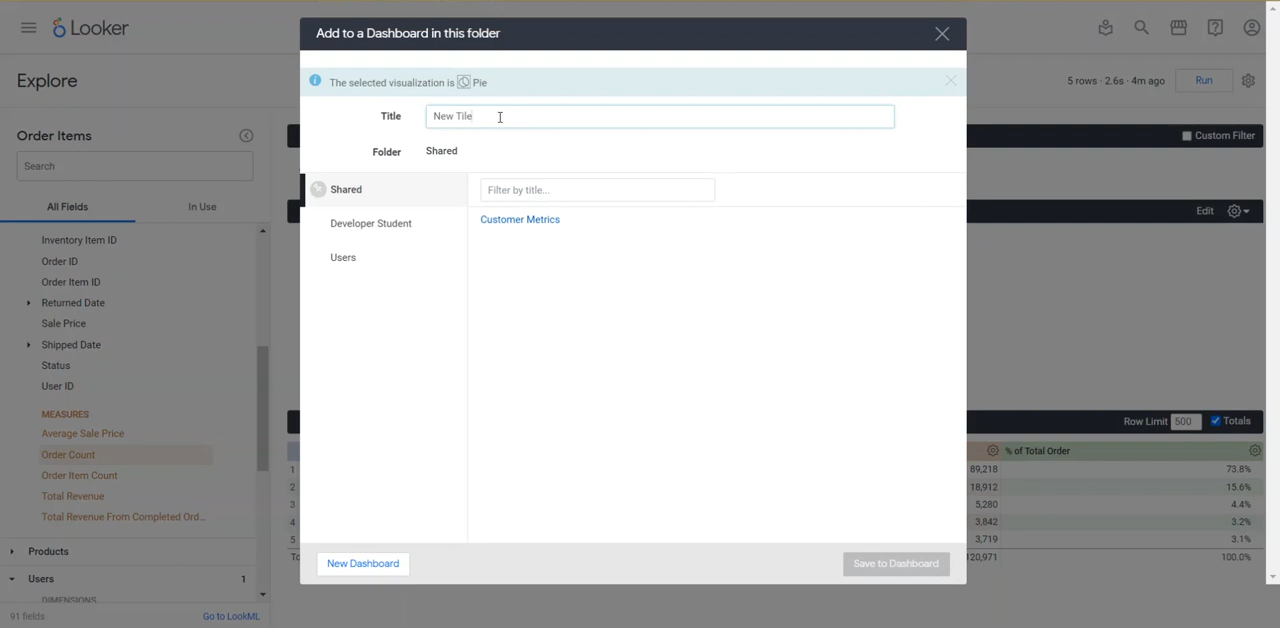 Looker
Explore
5 rows · 2.6s · 4m ago
Run
Order Items
Search
All Fields
In Use
Inventory Item ID
Order ID
Order Item ID
Returned Date
Sale Price
Shipped Date
Status
User ID
MEASURES
Average Sale Price
Order Count
Order Item Count
Total Revenue
Total Revenue From Completed Ord...
Products
Users 1
DIMENSIONS
91 fields
Go to LookML
Add to a Dashboard in this folder
The selected visualization is Pie
Title
New Tile
Folder
Shared
Shared
Developer Student
Users
Filter by title...
Customer Metrics
New Dashboard
Save to Dashboard
Custom Filter
Edit
Row Limit 500 Totals
% of Total Order
1 89,218 73.8%
2 18,912 15.6%
3 5,280 4.4%
4 3,842 3.2%
5 3,719 3.1%
To 120,971 100.0%